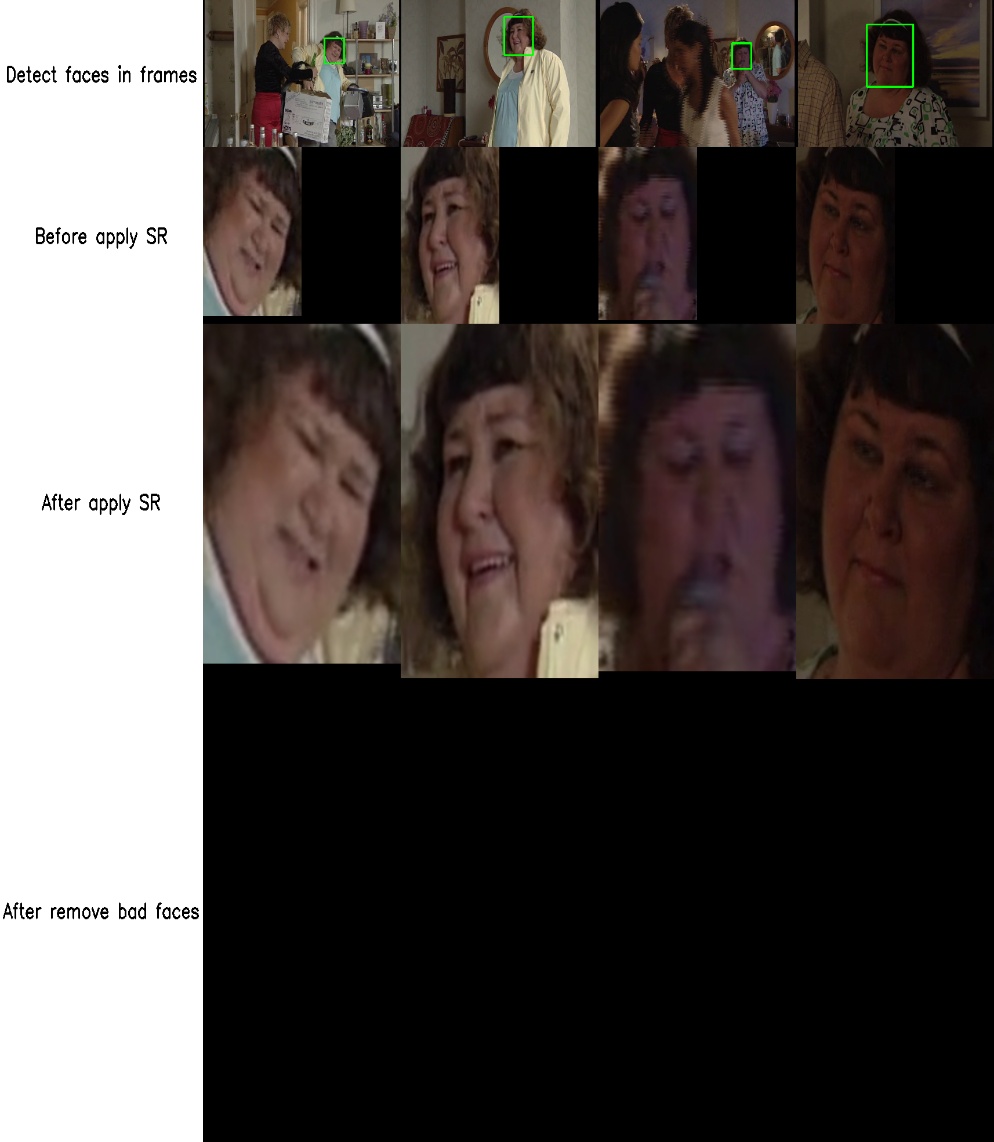 Detect faces in frames
Before apply SR
After apply SR
After remove bad faces